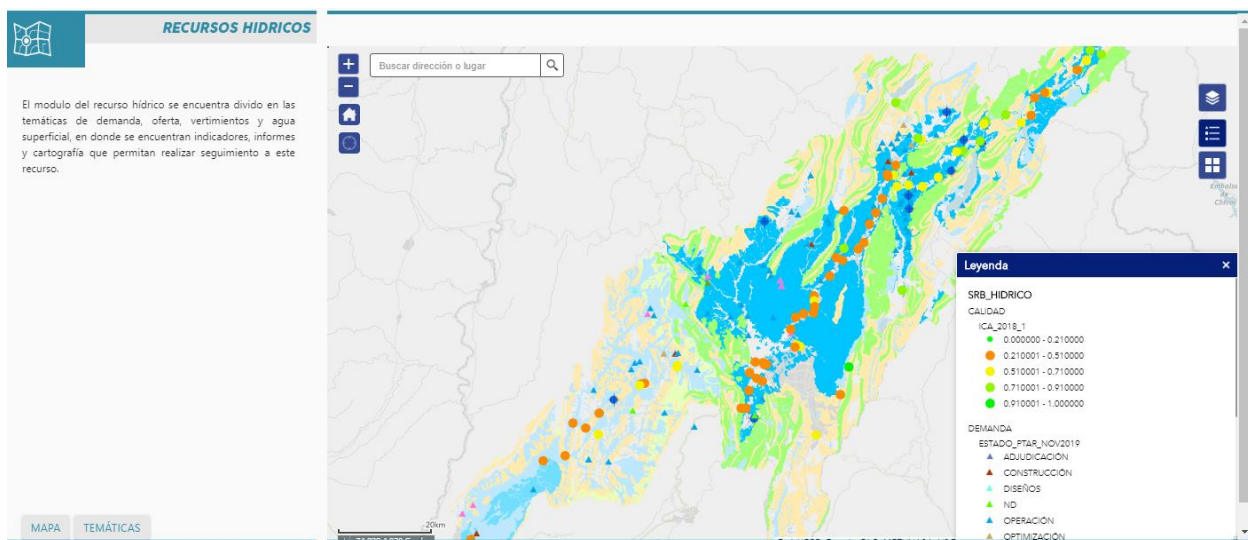 RECURSOS HIDRICOS
El modulo del recurso hídrico se encuentra divido en las
temáticas de demanda, oferta, vertimientos y agua
superficial, en donde se encuentran indicadores, informes
y cartografía que permitan realizar seguimiento a este
recurso.
MAPA TEMÁTICAS
+
Buscar dirección o lugar
−
Embalse
de
20km
Leyenda ×
SRB_HIDRICO
CALIDAD
ICA_2018_1
0.000000 - 0.210000
0.210001 - 0.510000
0.510001 - 0.710000
0.710001 - 0.910000
0.910001 - 1.000000
DEMANDA
ESTADO_PTAR_NOV2019
ADJUDICACIÓN
CONSTRUCCIÓN
DISEÑOS
ND
OPERACIÓN
OPTIMIZACIÓN